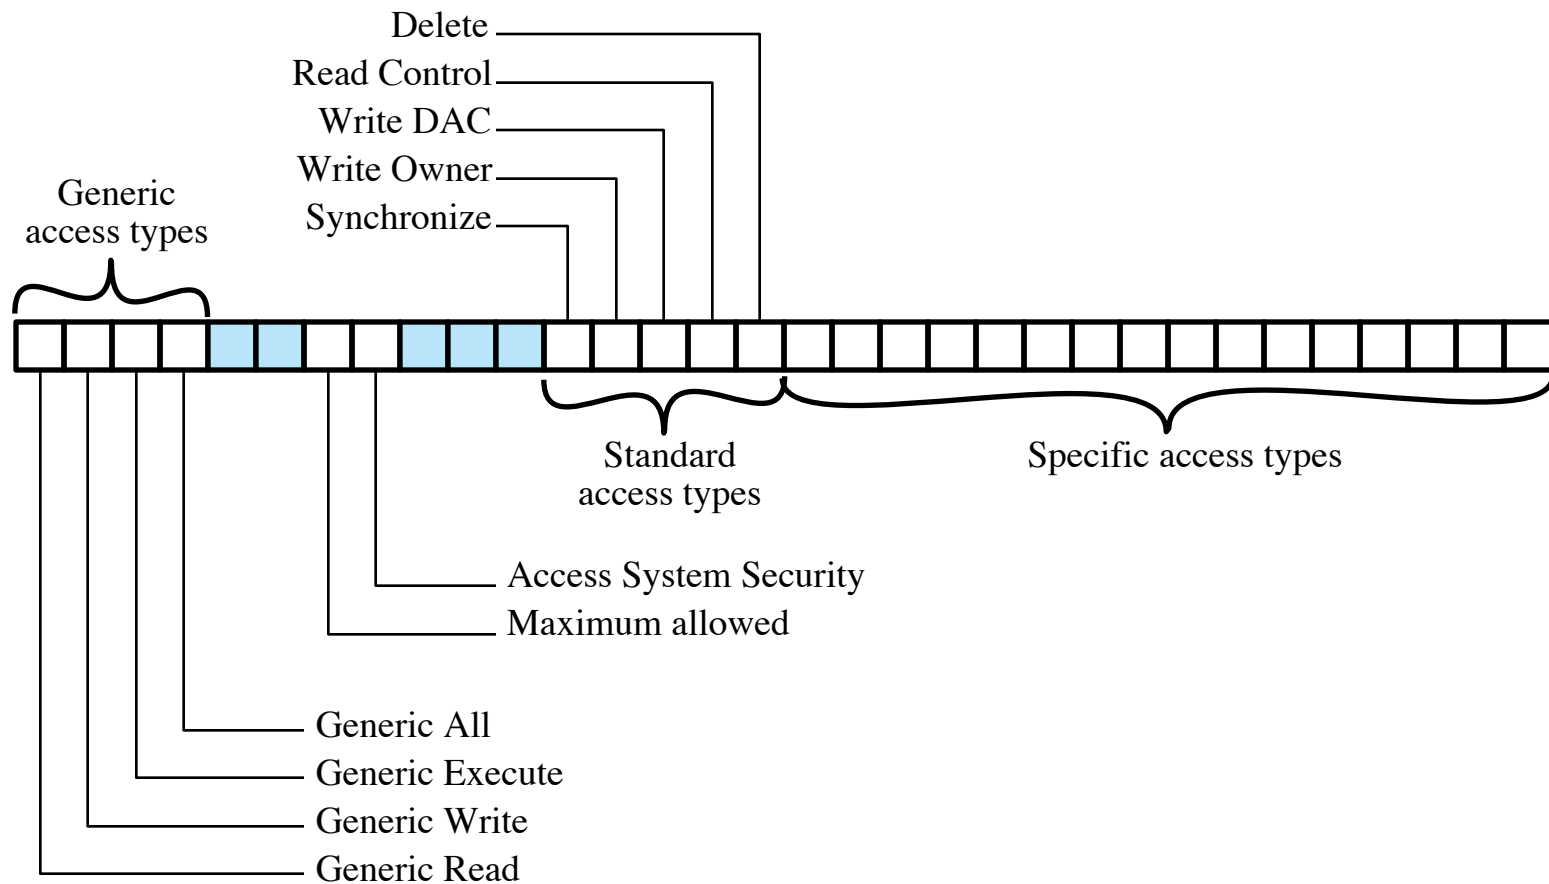 Delete
Read Control
Write DAC
Write Owner
Synchronize
Generic
access types
Standard
access types
Specific access types
Access System Security
Maximum allowed
Generic All
Generic Execute
Generic Write
Generic Read